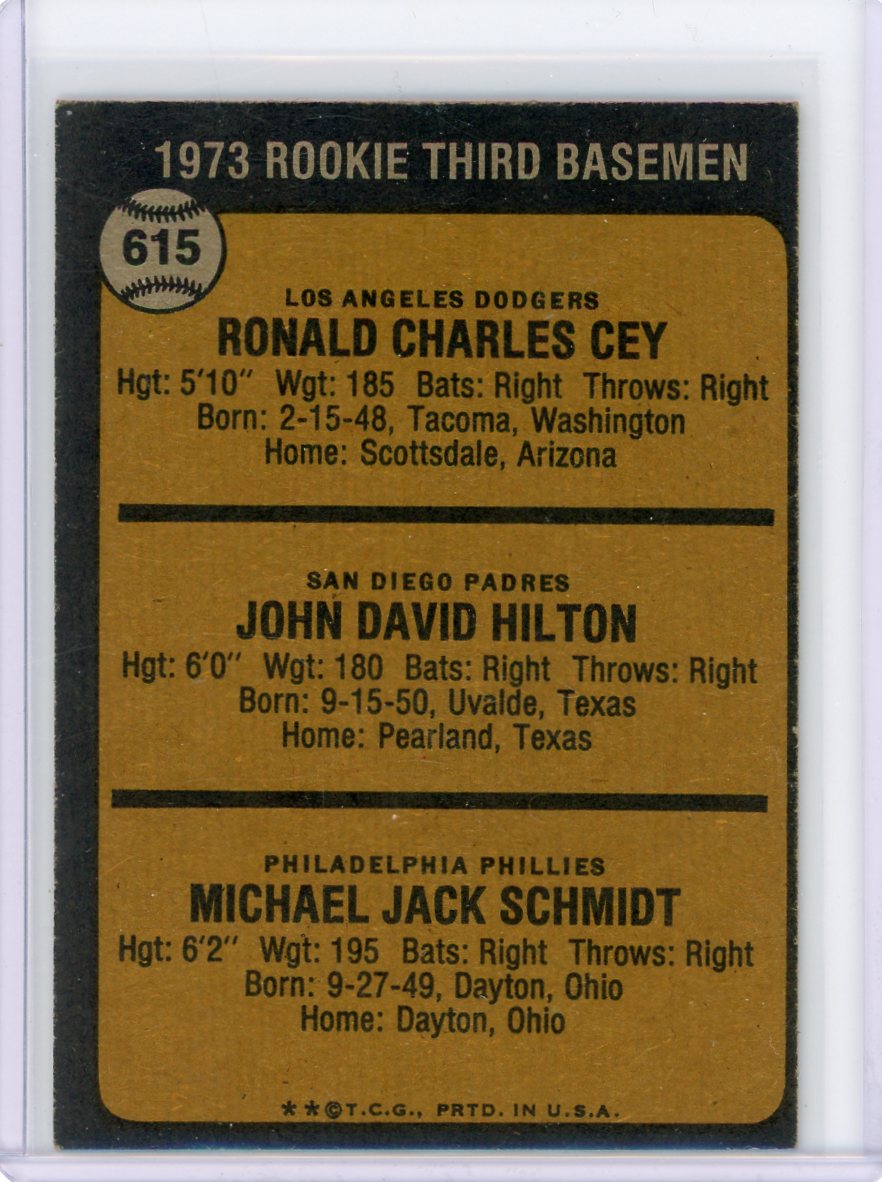 1973 ROOKIE THIRD BASEMEN
615
LOS ANGELES DODGERS
RONALD CHARLES CEY
Hgt: 5'10" Wgt: 185 Bats: Right Throws: Right
Born: 2-15-48, Tacoma, Washington
Home: Scottsdale, Arizona
SAN DIEGO PADRES
JOHN DAVID HILTON
Hgt: 6'0" Wgt: 180 Bats: Right Throws: Right
Born: 9-15-50, Uvalde, Texas
Home: Pearland, Texas
PHILADELPHIA PHILLIES
MICHAEL JACK SCHMIDT
Hgt: 6'2" Wgt: 195 Bats: Right Throws: Right
Born: 9-27-49, Dayton, Ohio
Home: Dayton, Ohio
**©T.C.G., PRTD. IN U.S.A.